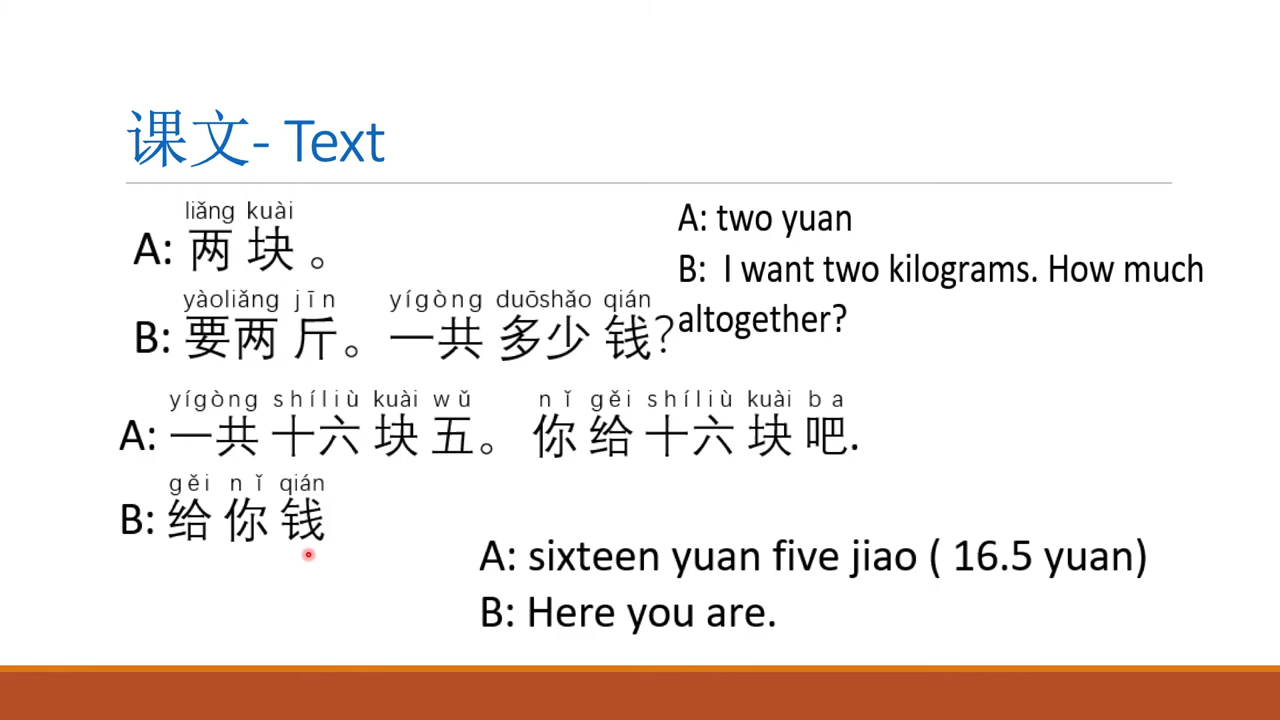 课文- Text
liǎng kuài
A: 两 块 。
yàoliǎng jīn yígòng duōshǎo qián
B: 要两 斤。一共 多少 钱?
yígòng shíliù kuài wǔ nǐ gěi shíliù kuài ba
A: 一共 十六 块 五。 你 给 十六 块 吧.
gěi nǐ qián
B: 给 你 钱
A: two yuan
B: I want two kilograms. How much
altogether?
A: sixteen yuan five jiao ( 16.5 yuan)
B: Here you are.